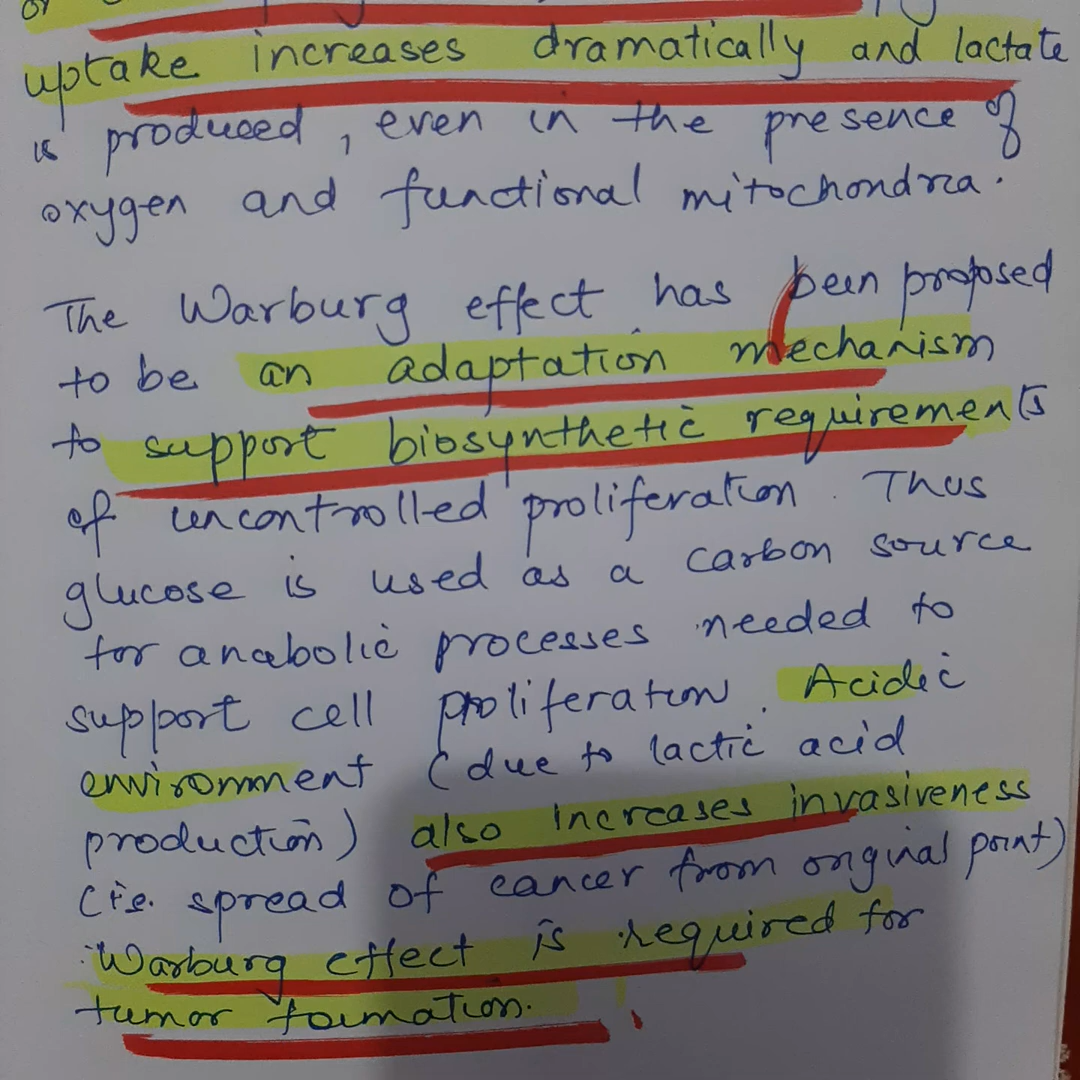 or
uptake increases dramatically and lactate
is produced, even in the presence of
oxygen and functional mitochondria.
The Warburg effect has been proposed
to be an adaptation mechanism
to support biosynthetic requirements
of uncontrolled proliferation. Thus
glucose is used as a carbon source
for anabolic processes needed to
support cell proliferation. Acidic
environment (due to lactic acid
production) also increases invasiveness
(i.e. spread of cancer from original point)
Warburg effect is required for
tumor formation.